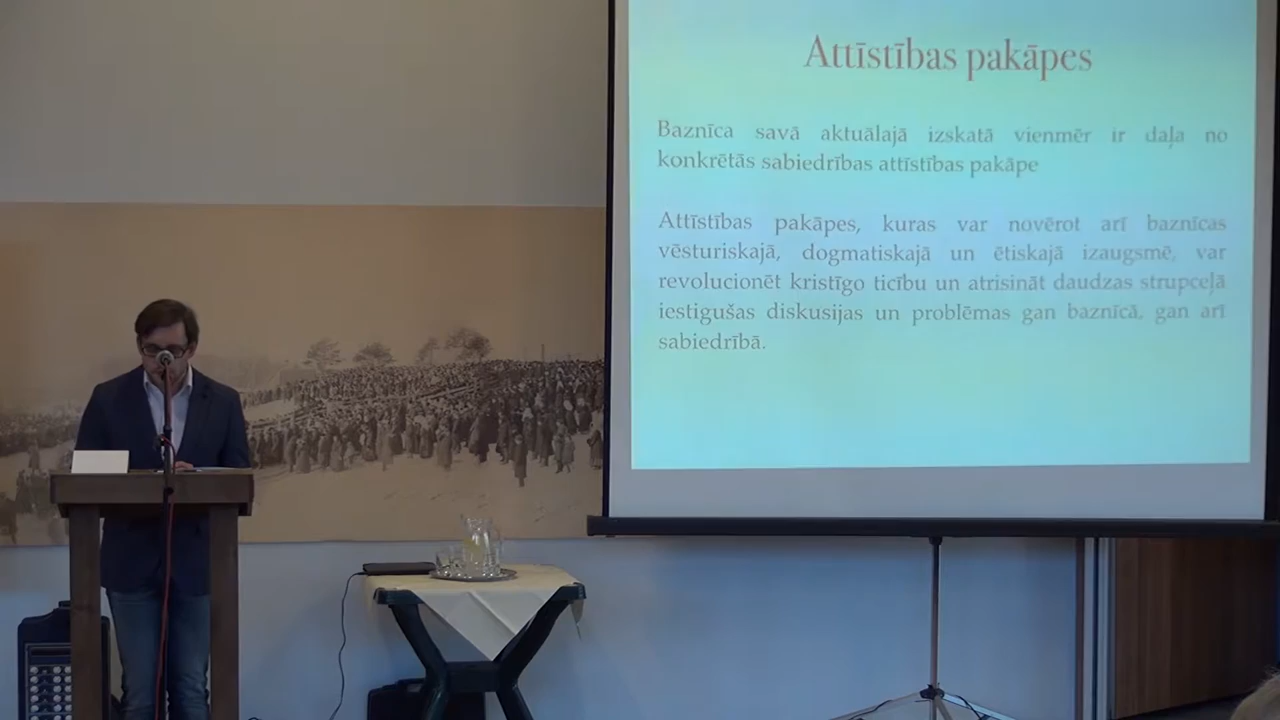 Attīstības pakāpes
Baznīca savā aktuālajā izskatā vienmēr ir daļa no
konkrētās sabiedrības attīstības pakāpe
Attīstības pakāpes, kuras var novērot arī baznīcas
vēsturiskajā, dogmatiskajā un ētiskajā izaugsmē, var
revolucionēt kristīgo ticību un atrisināt daudzas strupceļā
iestigušas diskusijas un problēmas gan baznīcā, gan arī
sabiedrībā.